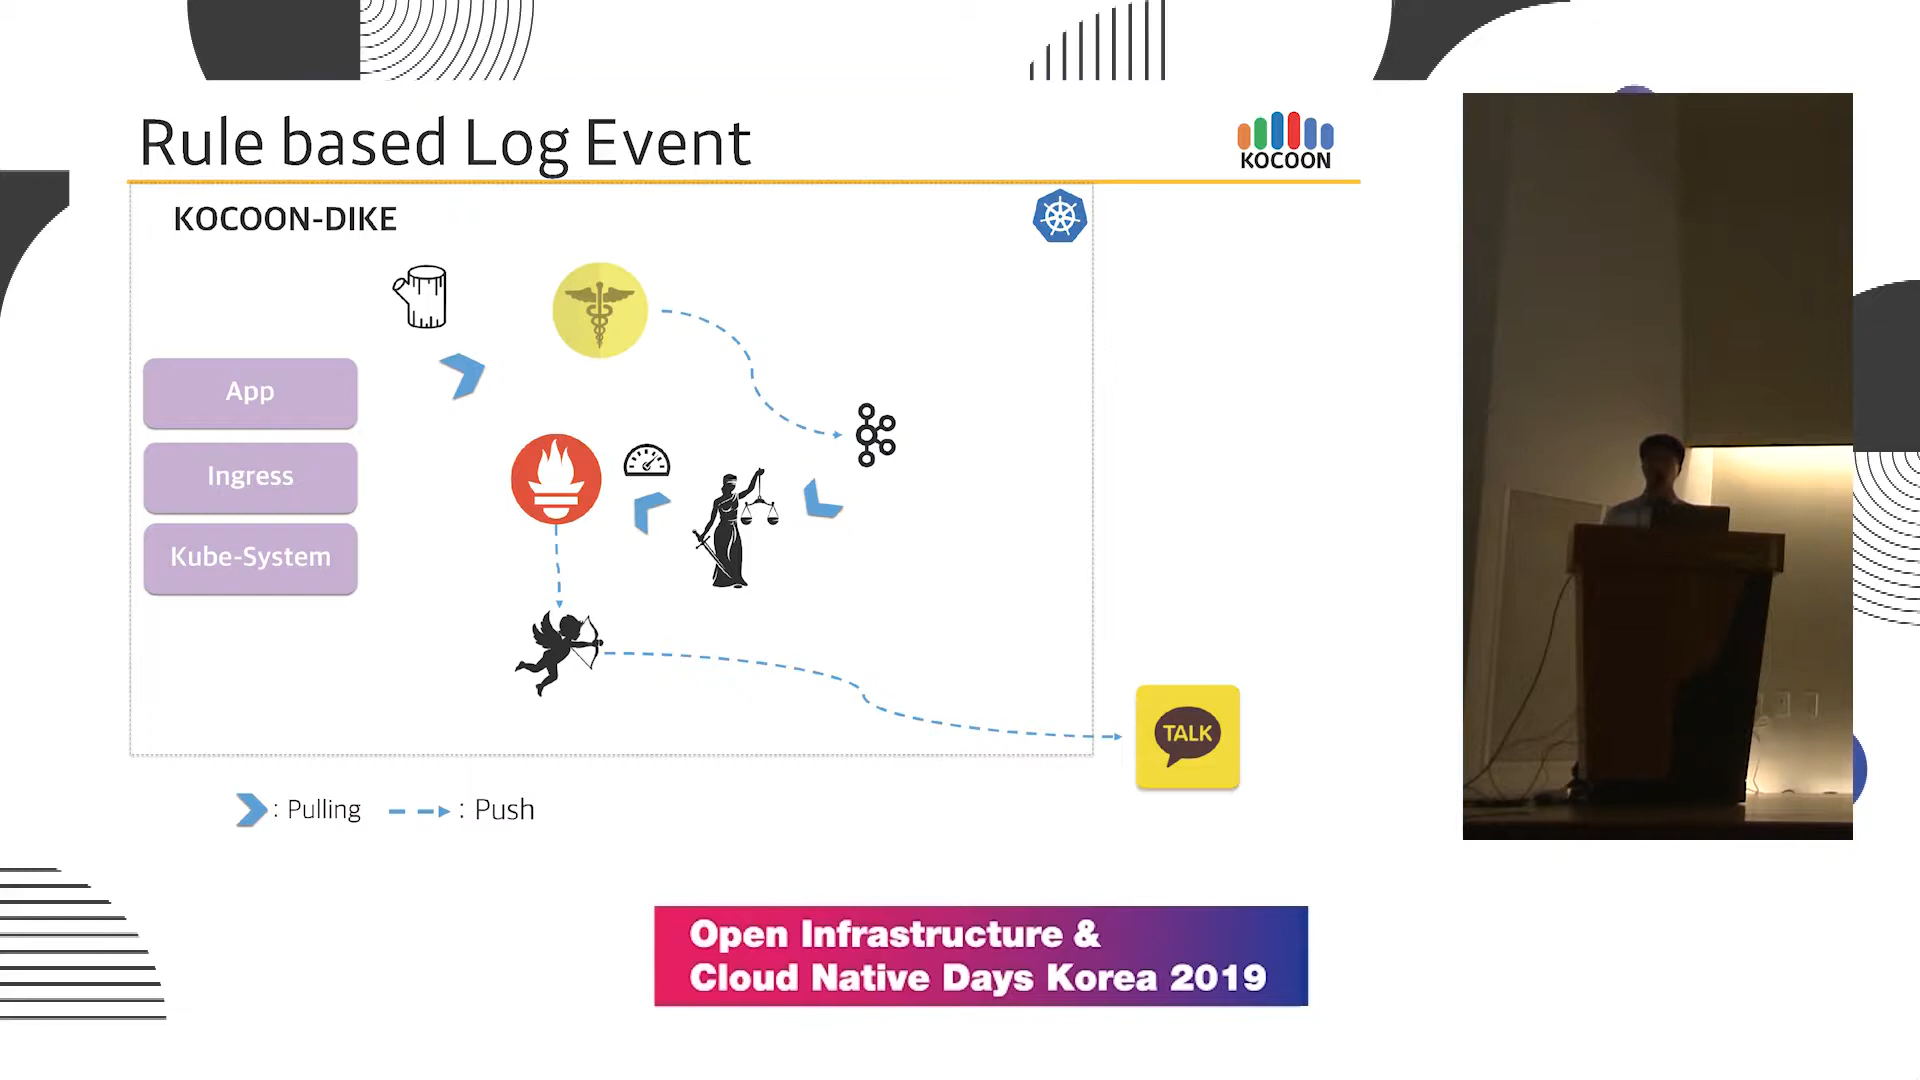 Rule based Log Event
KOCOON
KOCOON-DIKE
App
Ingress
Kube-System
TALK
: Pulling
: Push
Open Infrastructure &
Cloud Native Days Korea 2019